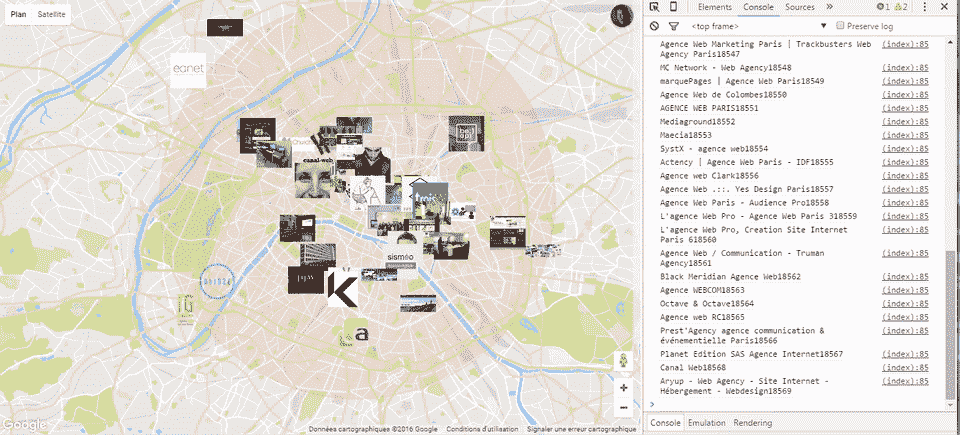 Plan Satellite
eanet
canal-web
sismeo
a
Google
Données cartographiques ©2016 Google Conditions d'utilisation Signaler une erreur cartographique
Elements Console Sources » 1 2
<top frame> ▼ Preserve log
Agence Web Marketing Paris | Trackbusters Web (index):85
Agency Paris18547
MC Network - Web Agency18548 (index):85
marquePages | Agence Web Paris18549 (index):85
Agence Web de Colombes18550 (index):85
AGENCE WEB PARIS18551 (index):85
Mediaground18552 (index):85
Maecia18553 (index):85
SystX - agence web18554 (index):85
Actency | Agence Web Paris - IDF18555 (index):85
Agence web Clark18556 (index):85
Agence Web .::. Yes Design Paris18557 (index):85
Agence Web Paris - Audience Pro18558 (index):85
L'agence Web Pro - Agence Web Paris 318559 (index):85
L'agence Web Pro, Creation Site Internet (index):85
Paris 618560
Agence Web / Communication - Truman (index):85
Agency18561
Black Meridian Agence Web18562 (index):85
Agence WEBCOM18563 (index):85
Octave & Octave18564 (index):85
Agence web RC18565 (index):85
Prest'Agency agence communication & (index):85
événementielle Paris18566
Planet Edition SAS Agence Internet18567 (index):85
Canal Web18568 (index):85
Aryup - Web Agency - Site Internet - (index):85
Hébergement - Webdesign18569
>
Console Emulation Rendering